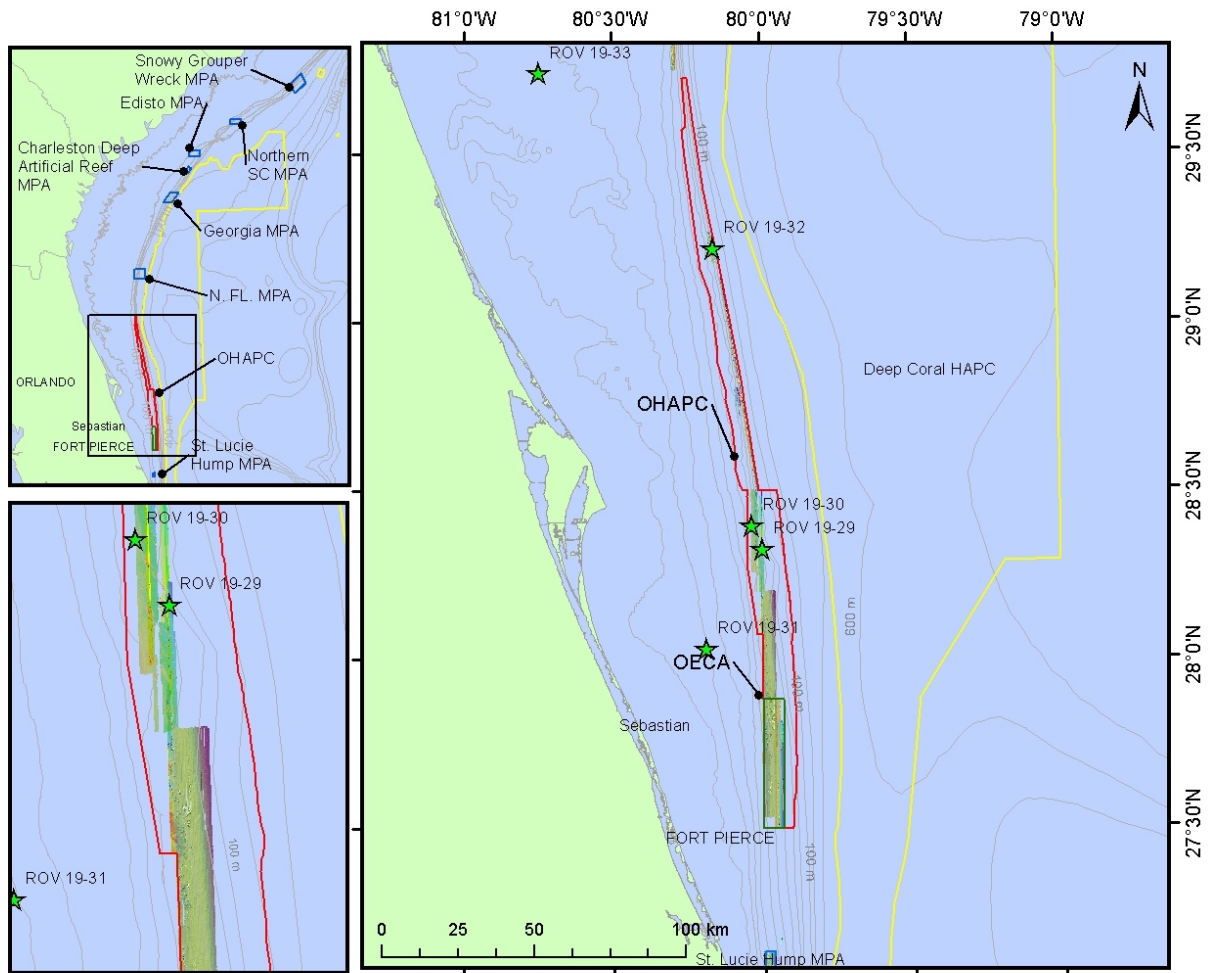 Snowy Grouper
Wreck MPA
Edisto MPA
Charleston Deep
Artificial Reef
MPA
Northern
SC MPA
Georgia MPA
N. FL. MPA
OHAPC
ORLANDO
Sebastian
FORT PIERCE
St. Lucie
Hump MPA
ROV 19-30
ROV 19-29
100 m
ROV 19-31
81°0'W
80°30'W
80°0'W
79°30'W
79°0'W
ROV 19-33
N
100 m
29°30'N
ROV 19-32
29°0'N
Deep Coral HAPC
OHAPC
28°30'N
ROV 19-30
ROV 19-29
600 m
ROV 19-31
28°0'N
OECA
100 m
Sebastian
27°30'N
FORT PIERCE
100 m
0 25 50 100 km
St. Lucie Hump MPA